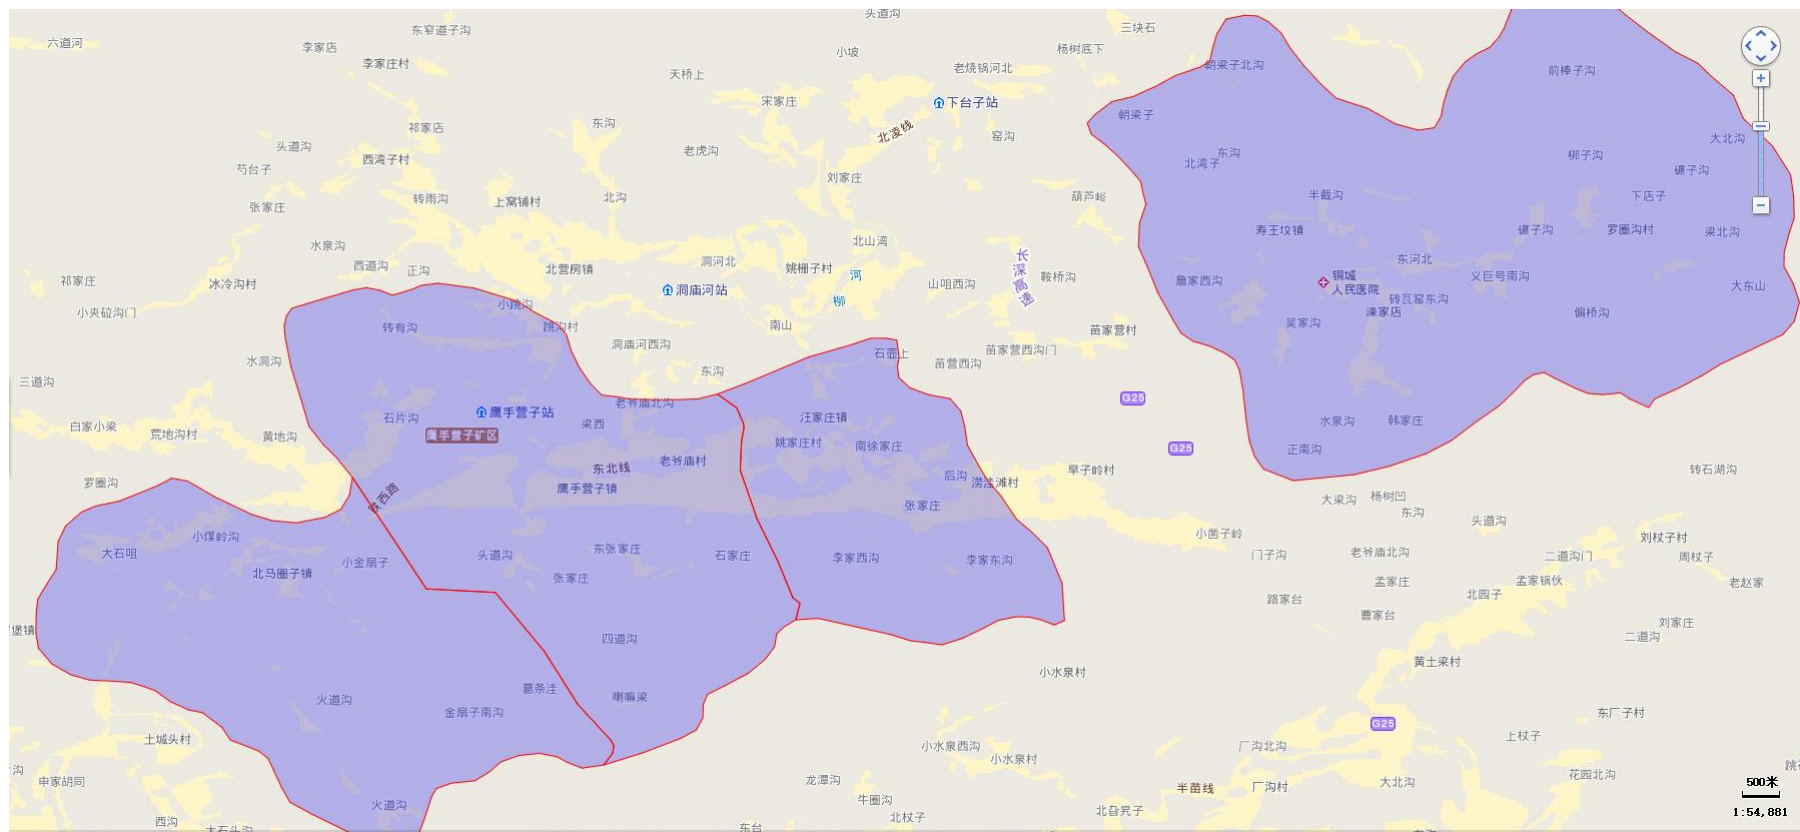 头道沟
三块石
东窄道子沟
六道河
李家店
小坡
杨树底下
李家庄村
天桥上
老烧锅河北
朝梁子北沟
前棒子沟
宋家庄
下台子站
朝梁子
祁家店
东沟
北凌线
窑沟
大北沟
头道沟
西湾子村
老虎沟
北湾子
东沟
梆子沟
碾子沟
芍台子
刘家庄
张家庄
转雨沟
上窝铺村
北沟
葫芦峪
半截沟
下店子
水泉沟
北山湾
寿王坟镇
碾子沟
罗圈沟村
梁北沟
西道沟
正沟
北营房镇
洞河北
姚栅子村
河
柳
长深高速
鞍桥沟
东河北
祁家庄
冰冷沟村
洞庙河站
山咀西沟
詹家西沟
铜城
人民医院
义巨号南沟
大东山
小夹砬沟门
小跳沟
砖瓦窑东沟
滦家店
偏桥沟
转有沟
跳沟村
南山
苗家营村
吴家沟
水洞沟
洞庙河西沟
石壶上
苗营西沟
苗家营西沟门
三道沟
东沟
G25
白家小梁
荒地沟村
黄地沟
石片沟
鹰手营子站
鹰手营子矿区
梁西
老爷庙北沟
汪家庄镇
姚家庄村
南徐家庄
水泉沟
韩家庄
G25
正南沟
罗圈沟
东北线
老爷庙村
鹰手营子镇
后沟
涝洼滩村
旱子岭村
转石湖沟
铁西路
张家庄
大梁沟
杨树凹
东沟
头道沟
小煤岭沟
大石咀
小凿子岭
刘杖子村
北马圈子镇
小金扇子
头道沟
东张家庄
张家庄
石家庄
李家西沟
李家东沟
门子沟
老爷庙北沟
二道沟门
周杖子
孟家庄
孟家锅伙
老赵家
路家台
北园子
曹家台
堡镇
四道沟
刘家庄
二道沟
小水泉村
黄土梁村
火道沟
墓条洼
喇嘛梁
金扇子南沟
G25
东厂子村
土城头村
小水泉西沟
小水泉村
厂沟北沟
上杖子
沟
申家胡同
龙潭沟
半苗线
厂沟村
大北沟
花园北沟
500米
火道沟
牛圈沟
北旮旯子
1:54,881
西沟
大石头沟
北杖子
东台